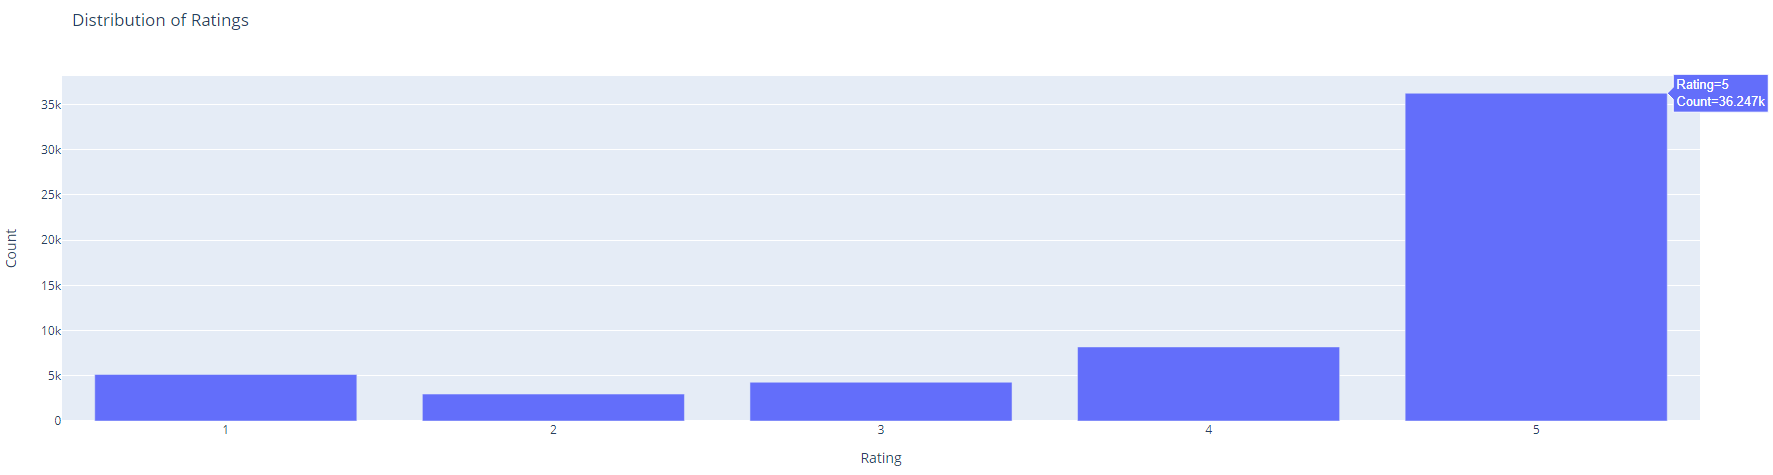 Distribution of Ratings
Rating=5
Count=36.247k
35k
30k
25k
20k
15k
10k
5k
0
Count
1 2 3 4 5
Rating